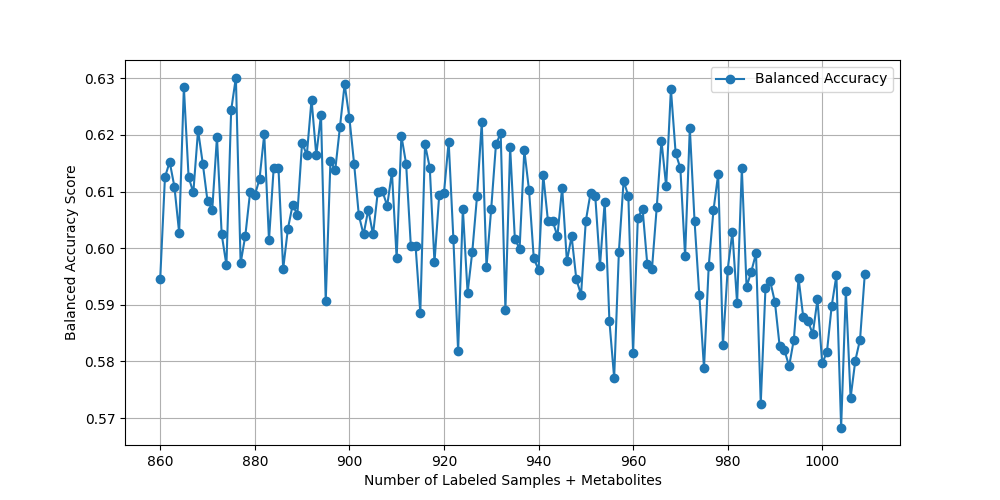 Balanced Accuracy
Balanced Accuracy Score
0.63
0.62
0.61
0.60
0.59
0.58
0.57
860 880 900 920 940 960 980 1000
Number of Labeled Samples + Metabolites